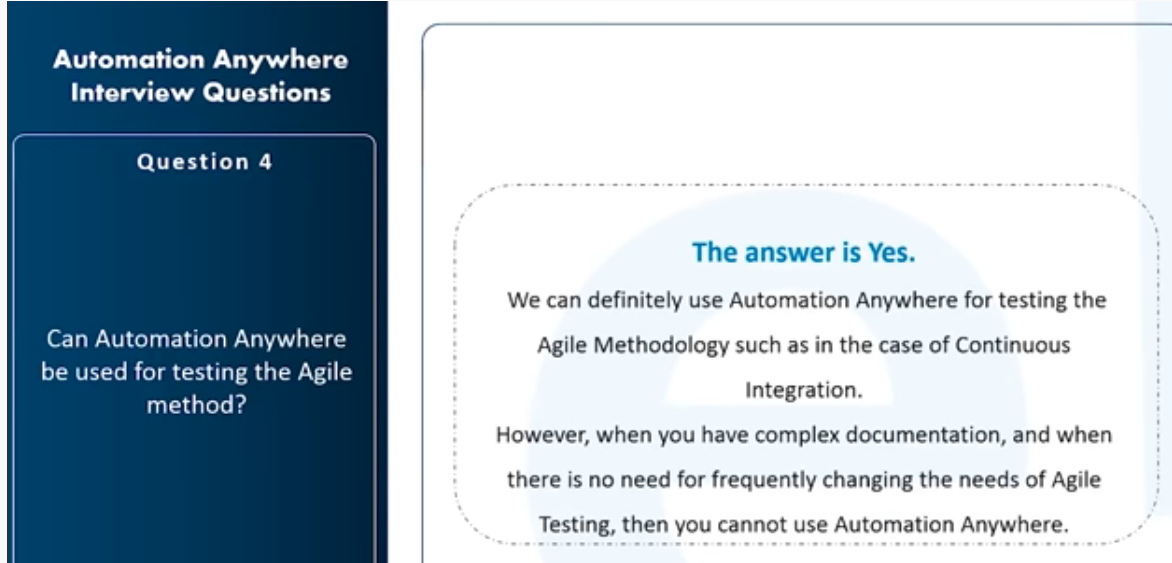 Automation Anywhere
Interview Questions
Question 4
Can Automation Anywhere
be used for testing the Agile
method?
The answer is Yes.
We can definitely use Automation Anywhere for testing the
Agile Methodology such as in the case of Continuous
Integration.
However, when you have complex documentation, and when
there is no need for frequently changing the needs of Agile
Testing, then you cannot use Automation Anywhere.